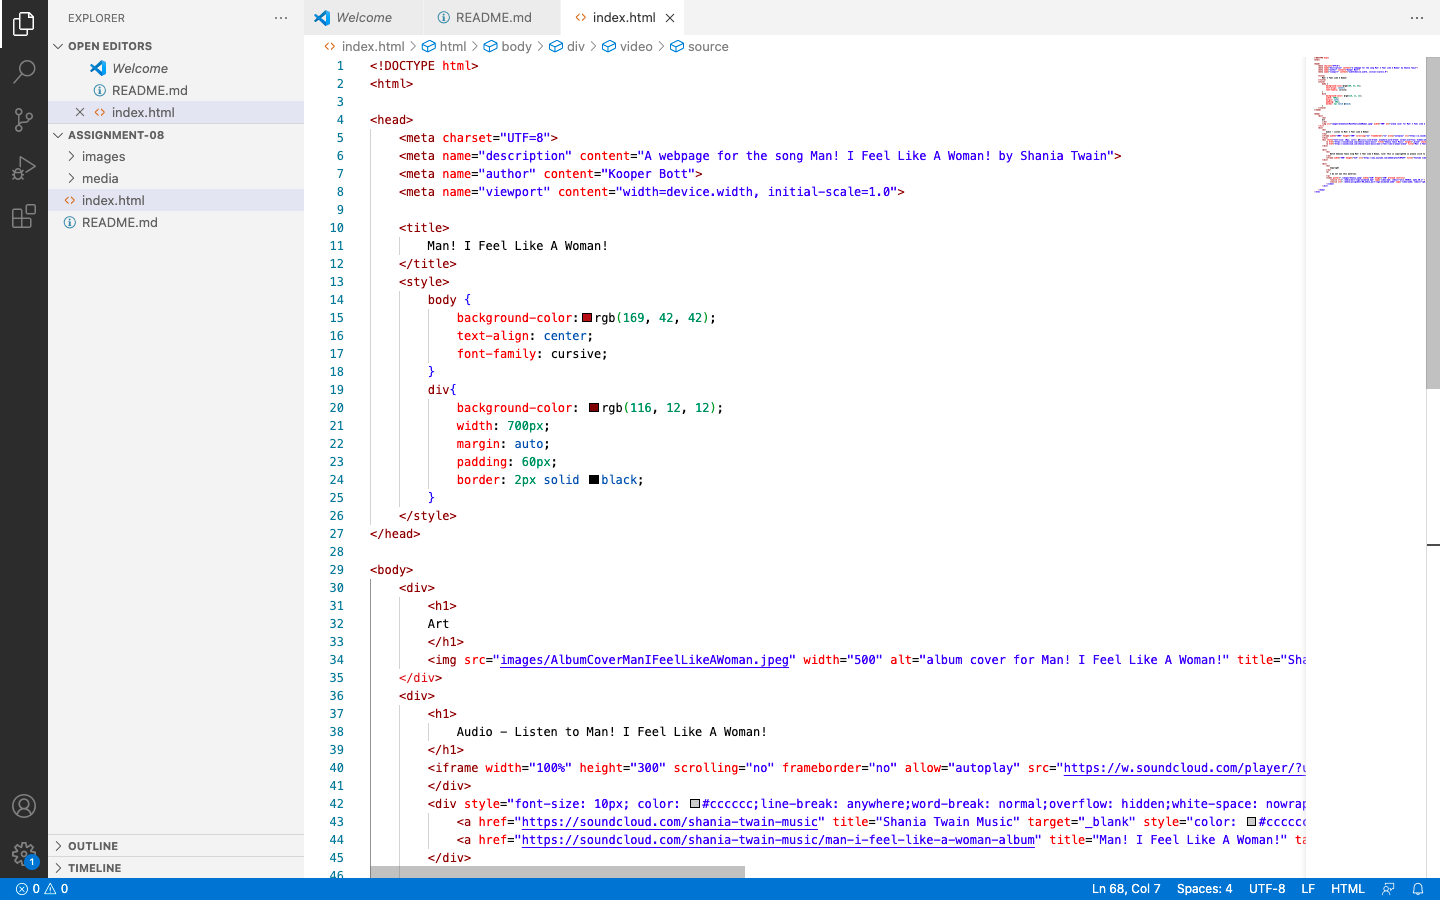 EXPLORER
OPEN EDITORS
Welcome
README.md
index.html
ASSIGNMENT-08
images
media
index.html
README.md
OUTLINE
TIMELINE
1
Welcome
README.md
index.html
index.html > html > body > div > video > source
1 <!DOCTYPE html>
2 <html>
3
4 <head>
5 <meta charset="UTF=8">
6 <meta name="description" content="A webpage for the song Man! I Feel Like A Woman! by Shania Twain">
7 <meta name="author" content="Kooper Bott">
8 <meta name="viewport" content="width=device.width, initial-scale=1.0">
9
10 <title>
11 Man! I Feel Like A Woman!
12 </title>
13 <style>
14 body {
15 background-color: rgb(169, 42, 42);
16 text-align: center;
17 font-family: cursive;
18 }
19 div{
20 background-color: rgb(116, 12, 12);
21 width: 700px;
22 margin: auto;
23 padding: 60px;
24 border: 2px solid black;
25 }
26 </style>
27 </head>
28
29 <body>
30 <div>
31 <h1>
32 Art
33 </h1>
34 <img src="images/AlbumCoverManIFeelLikeAWoman.jpeg" width="500" alt="album cover for Man! I Feel Like A Woman!" title="Sha
35 </div>
36 <div>
37 <h1>
38 Audio - Listen to Man! I Feel Like A Woman!
39 </h1>
40 <iframe width="100%" height="300" scrolling="no" frameborder="no" allow="autoplay" src="https://w.soundcloud.com/player/?u
41 </div>
42 <div style="font-size: 10px; color: #cccccc;line-break: anywhere;word-break: normal;overflow: hidden;white-space: nowrap
43 <a href="https://soundcloud.com/shania-twain-music" title="Shania Twain Music" target="_blank" style="color: #cccccc
44 <a href="https://soundcloud.com/shania-twain-music/man-i-feel-like-a-woman-album" title="Man! I Feel Like A Woman!" ta
45 </div>
46
0 0
Ln 68, Col 7 Spaces: 4 UTF-8 LF HTML